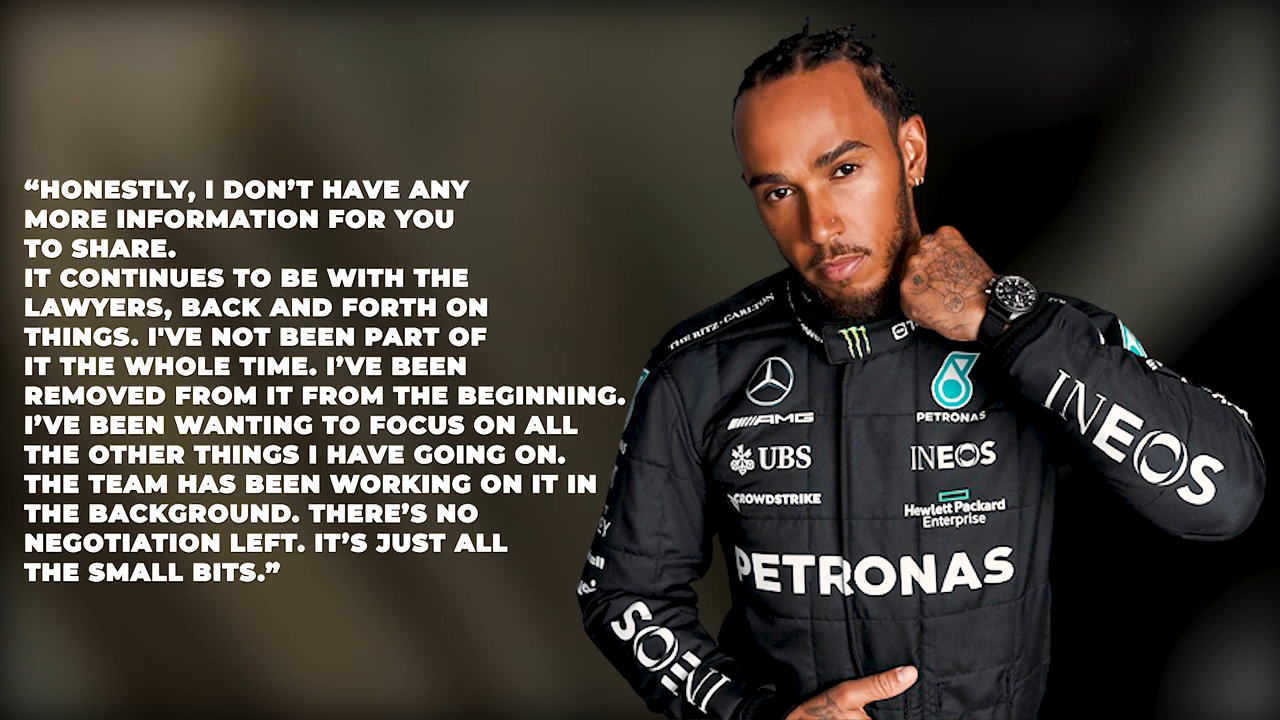 “HONESTLY, I DON’T HAVE ANY
MORE INFORMATION FOR YOU
TO SHARE.
IT CONTINUES TO BE WITH THE
LAWYERS, BACK AND FORTH ON
THINGS. I'VE NOT BEEN PART OF
IT THE WHOLE TIME. I’VE BEEN
REMOVED FROM IT FROM THE BEGINNING.
I’VE BEEN WANTING TO FOCUS ON ALL
THE OTHER THINGS I HAVE GOING ON.
THE TEAM HAS BEEN WORKING ON IT IN
THE BACKGROUND. THERE’S NO
NEGOTIATION LEFT. IT’S JUST ALL
THE SMALL BITS.”
THE RITZ-CARLTON
AMG
PETRONAS
UBS
INEOS
CROWDSTRIKE
Hewlett Packard
Enterprise
PETRONAS
INEOS
INEOS